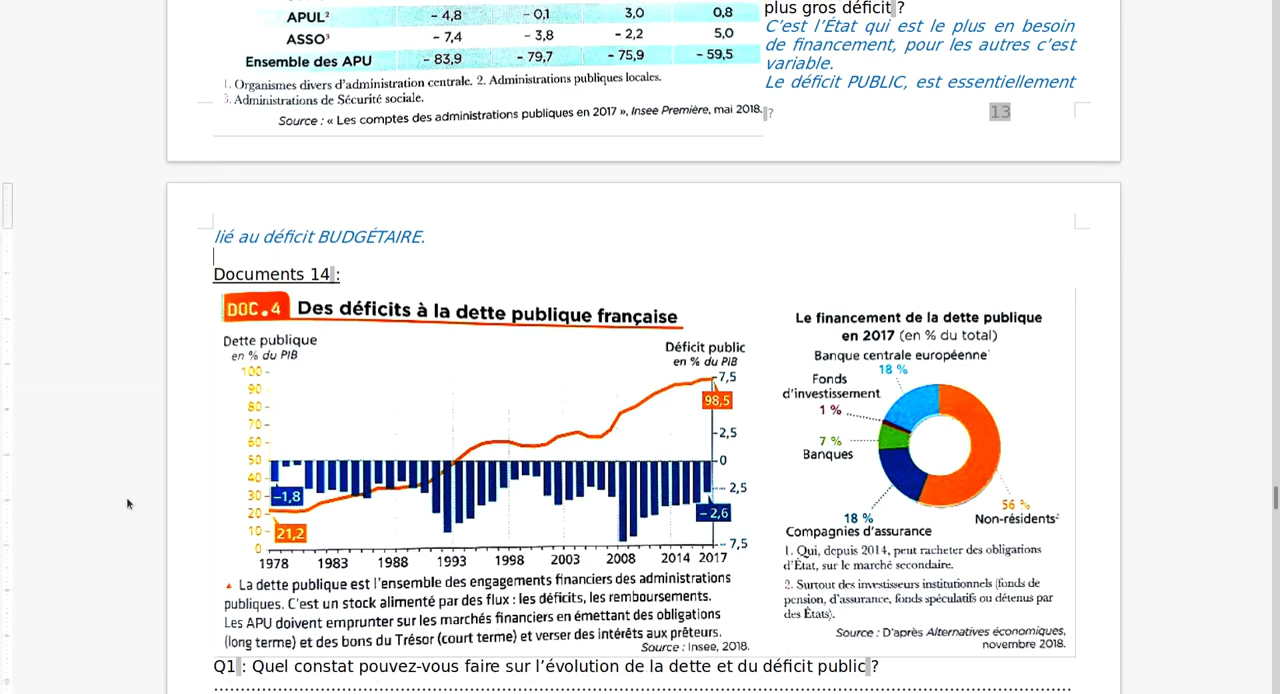 plus gros déficit ?
APUL² - 4,8 - 0,1 3,0 0,8
C'est l'État qui est le plus en besoin
ASSO³ - 7,4 - 3,8 - 2,2 5,0
de financement, pour les autres c'est
Ensemble des APU - 83,9 - 79,7 - 75,9 - 59,5
variable.
1. Organismes divers d'administration centrale. 2. Administrations publiques locales.
Le déficit PUBLIC, est essentiellement
3. Administrations de Sécurité sociale.
Source : « Les comptes des administrations publiques en 2017 », Insee Première, mai 2018. ?
13
lié au déficit BUDGÉTAIRE.
Documents 14 :
DOC.4 Des déficits à la dette publique française
Dette publique
en % du PIB
Déficit public
en % du PIB
100
90
80
70
60
50
40
30
20
10
0
7,5
2,5
0
- 2,5
- 7,5
98,5
-1,8
21,2
- 2,6
1978 1983 1988 1993 1998 2003 2008 2014 2017
▲ La dette publique est l'ensemble des engagements financiers des administrations
publiques. C'est un stock alimenté par des flux : les déficits, les remboursements.
Les APU doivent emprunter sur les marchés financiers en émettant des obligations
(long terme) et des bons du Trésor (court terme) et verser des intérêts aux prêteurs.
Source : Insee, 2018.
Le financement de la dette publique
en 2017 (en % du total)
Banque centrale européenne¹
18 %
Fonds
d'investissement
1 %
7 %
Banques
18 %
Compagnies d'assurance
56 %
Non-résidents²
1. Qui, depuis 2014, peut racheter des obligations
d'État, sur le marché secondaire.
2. Surtout des investisseurs institutionnels (fonds de
pension, d'assurance, fonds spéculatifs ou détenus par
des États).
Source : D'après Alternatives économiques,
novembre 2018.
Q1 : Quel constat pouvez-vous faire sur l'évolution de la dette et du déficit public ?